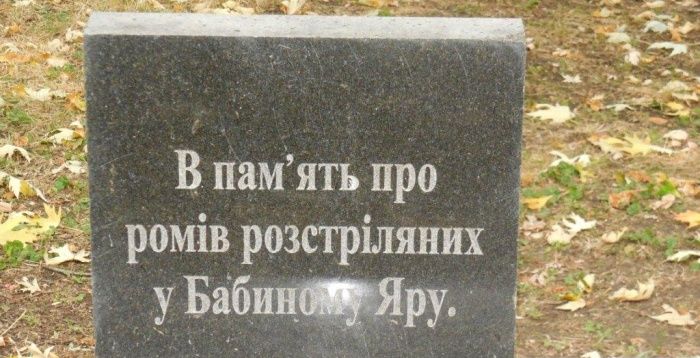 В пам’ять про
ромів розстріляних
у Бабиному Яру.